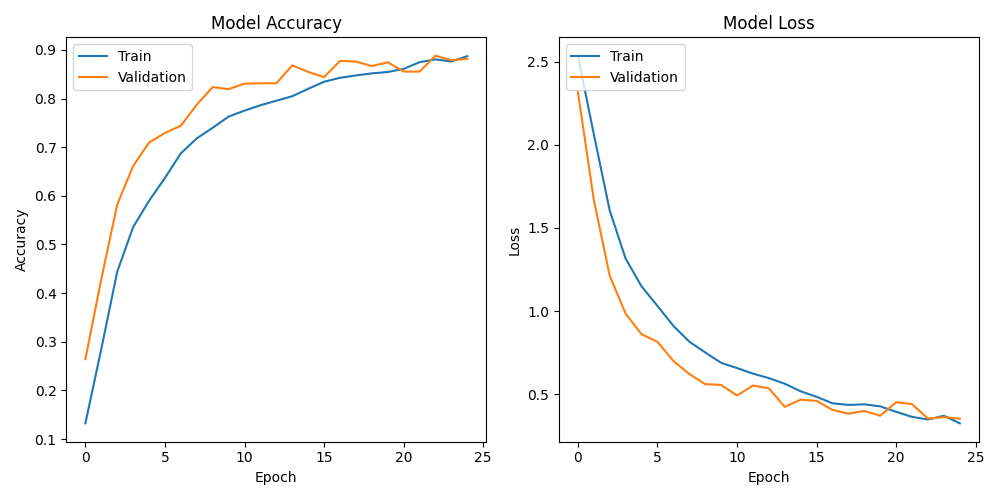 Model Accuracy
Train
Validation
0.9
0.8
0.7
0.6
0.5
0.4
0.3
0.2
0.1
Accuracy
0 5 10 15 20 25
Epoch
Model Loss
Train
Validation
2.5
2.0
1.5
1.0
0.5
Loss
0 5 10 15 20 25
Epoch